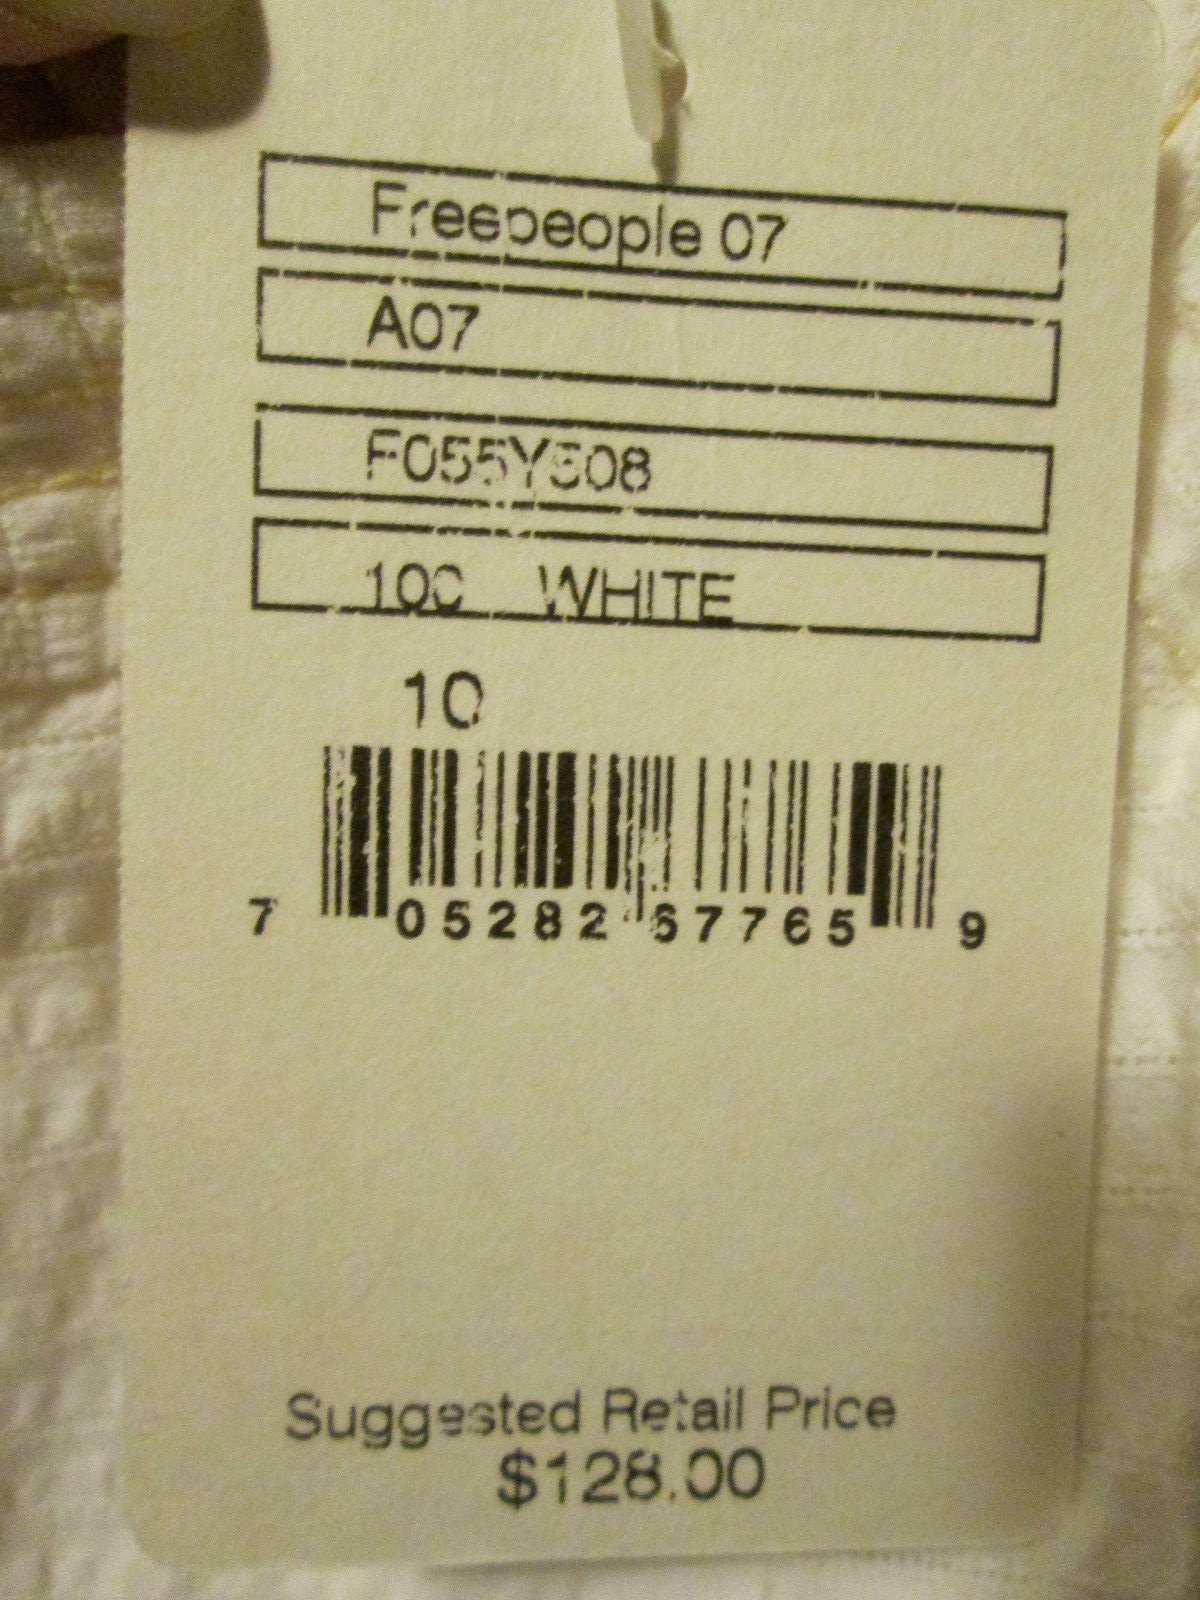 Freepeople 07
A07
F055Y508
100 WHITE
10
7 05282 67765 9
Suggested Retail Price
$128.00